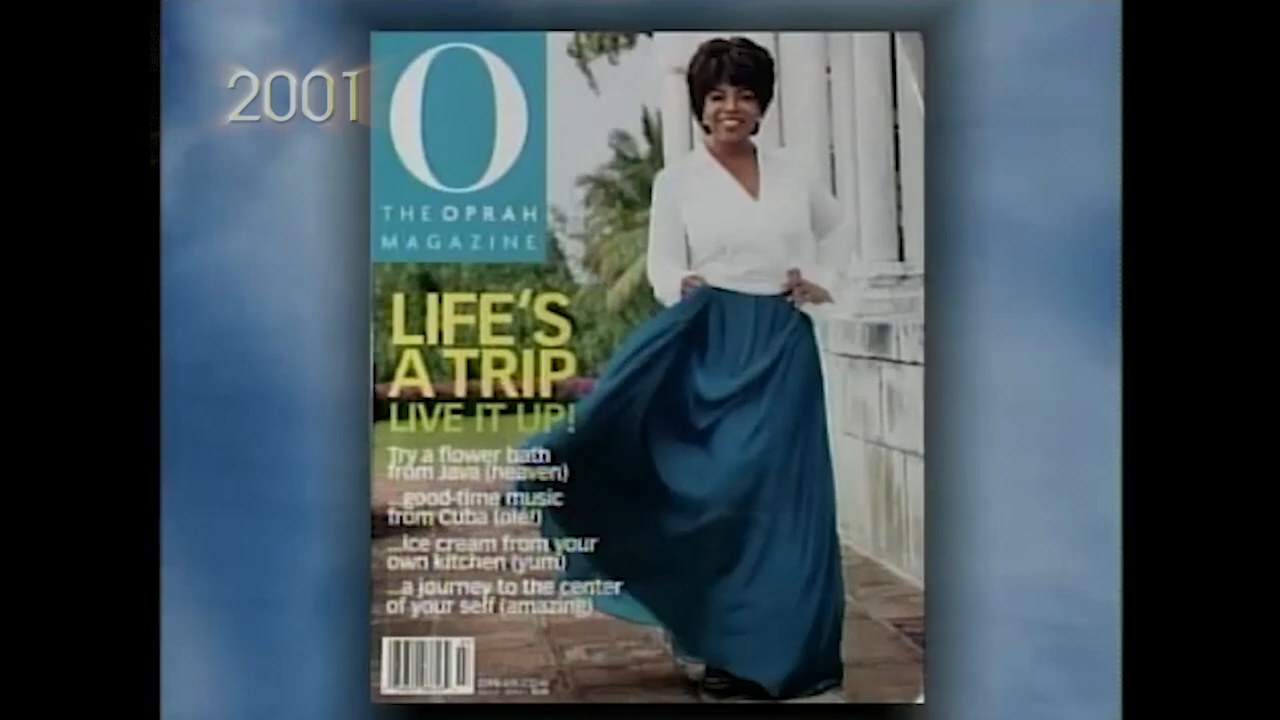 2001
O
THE OPRAH
MAGAZINE
LIFE'S
A TRIP
LIVE IT UP!
Try a flower bath
from Java (heaven)
...good-time music
from Cuba (olé!)
...ice cream from your
own kitchen (yum)
...a journey to the center
of your self (amazing)